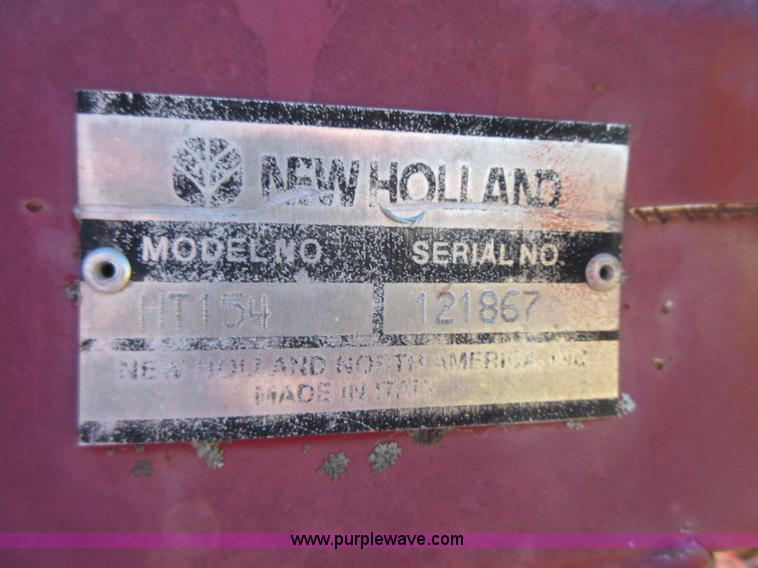 NEW HOLLAND
MODEL NO. SERIAL NO.
HT154 121867
NEW HOLLAND NORTH AMERICA, INC.
MADE IN ITALY
www.purplewave.com